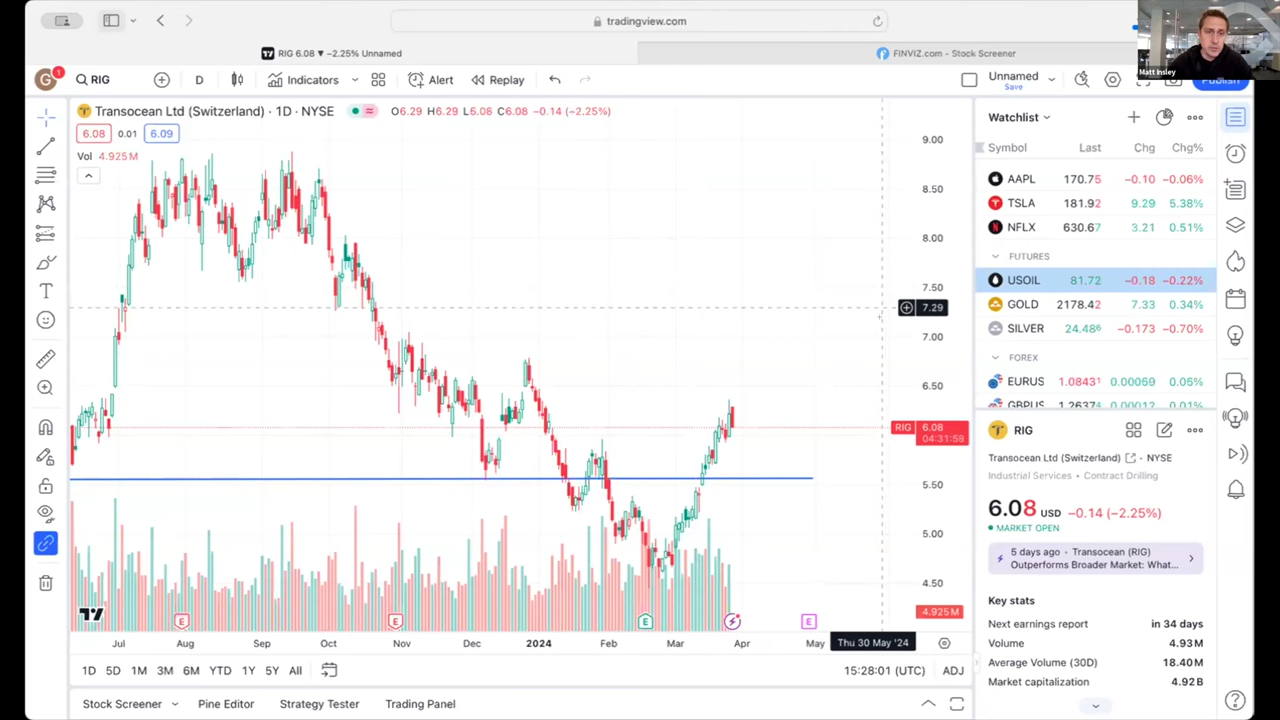 tradingview.com
RIG 6.08 ▼ −2.25% Unnamed
FINVIZ.com - Stock Screener
Matt Insley
G 1
RIG
D
Indicators
Alert
Replay
Unnamed
Save
Publish
Transocean Ltd (Switzerland) · 1D · NYSE
O6.29 H6.29 L6.08 C6.08 −0.14 (−2.25%)
6.08 0.01 6.09
Vol 4.925M
9.00
8.50
8.00
7.50
7.29
7.00
6.50
RIG 6.08
04:31:59
5.50
5.00
4.50
4.925M
E
E
E
E
Jul Aug Sep Oct Nov Dec 2024 Feb Mar Apr May
Thu 30 May '24
1D 5D 1M 3M 6M YTD 1Y 5Y All
15:28:01 (UTC)
ADJ
Stock Screener
Pine Editor
Strategy Tester
Trading Panel
Watchlist
Symbol Last Chg Chg%
AAPL 170.75 −0.10 −0.06%
TSLA 181.92 9.29 5.38%
NFLX 630.67 3.21 0.51%
FUTURES
USOIL 81.72 −0.18 −0.22%
GOLD 2178.42 7.33 0.34%
SILVER 24.486 −0.173 −0.70%
FOREX
EURUS 1.08431 0.00069 0.05%
GBPUS 1.26374 0.00012 0.01%
RIG
Transocean Ltd (Switzerland) · NYSE
Industrial Services • Contract Drilling
6.08 USD −0.14 (−2.25%)
MARKET OPEN
5 days ago · Transocean (RIG)
Outperforms Broader Market: What...
Key stats
Next earnings report in 34 days
Volume 4.93M
Average Volume (30D) 18.40M
Market capitalization 4.92B